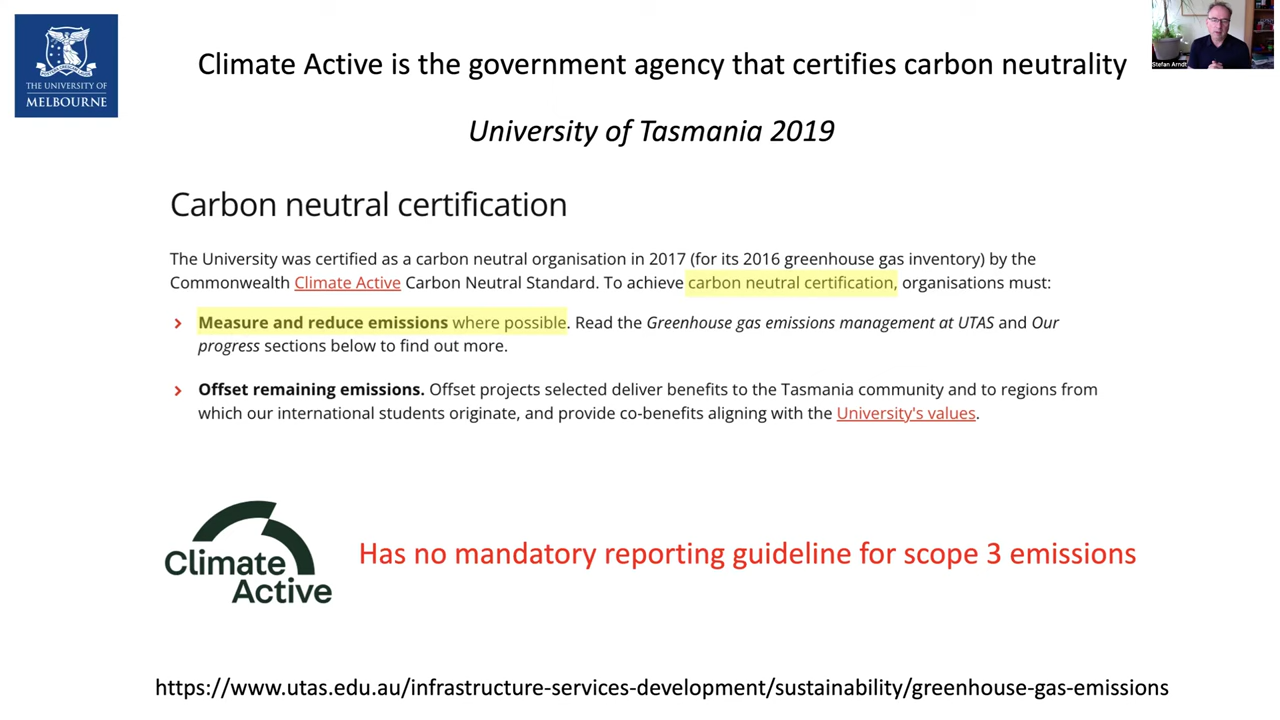 THE UNIVERSITY OF
MELBOURNE
Climate Active is the government agency that certifies carbon neutrality
Stefan Arndt
University of Tasmania 2019
Carbon neutral certification
The University was certified as a carbon neutral organisation in 2017 (for its 2016 greenhouse gas inventory) by the
Commonwealth Climate Active Carbon Neutral Standard. To achieve carbon neutral certification, organisations must:
Measure and reduce emissions where possible. Read the Greenhouse gas emissions management at UTAS and Our
progress sections below to find out more.
Offset remaining emissions. Offset projects selected deliver benefits to the Tasmania community and to regions from
which our international students originate, and provide co-benefits aligning with the University's values.
Climate
Active
Has no mandatory reporting guideline for scope 3 emissions
https://www.utas.edu.au/infrastructure-services-development/sustainability/greenhouse-gas-emissions